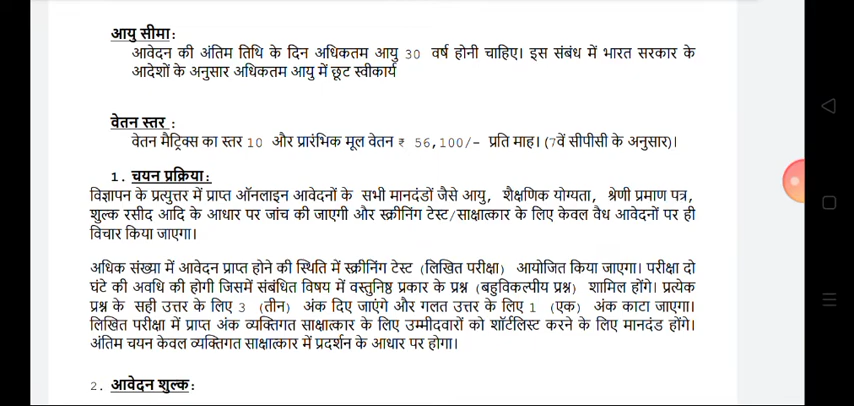 आयु सीमा:
आवेदन की अंतिम तिथि के दिन अधिकतम आयु 30 वर्ष होनी चाहिए। इस संबंध में भारत सरकार के
आदेशों के अनुसार अधिकतम आयु में छूट स्वीकार्य
वेतन स्तर :
वेतन मैट्रिक्स का स्तर 10 और प्रारंभिक मूल वेतन ₹ 56,100/- प्रति माह। (7वें सीपीसी के अनुसार)।
1. चयन प्रक्रिया:
विज्ञापन के प्रत्युत्तर में प्राप्त ऑनलाइन आवेदनों के सभी मानदंडों जैसे आयु, शैक्षणिक योग्यता, श्रेणी प्रमाण पत्र,
शुल्क रसीद आदि के आधार पर जांच की जाएगी और स्क्रीनिंग टेस्ट/साक्षात्कार के लिए केवल वैध आवेदनों पर ही
विचार किया जाएगा।
अधिक संख्या में आवेदन प्राप्त होने की स्थिति में स्क्रीनिंग टेस्ट (लिखित परीक्षा) आयोजित किया जाएगा। परीक्षा दो
घंटे की अवधि की होगी जिसमें संबंधित विषय में वस्तुनिष्ठ प्रकार के प्रश्न (बहुविकल्पीय प्रश्न) शामिल होंगे। प्रत्येक
प्रश्न के सही उत्तर के लिए 3 (तीन) अंक दिए जाएंगे और गलत उत्तर के लिए 1 (एक) अंक काटा जाएगा।
लिखित परीक्षा में प्राप्त अंक व्यक्तिगत साक्षात्कार के लिए उम्मीदवारों को शॉर्टलिस्ट करने के लिए मानदंड होंगे।
अंतिम चयन केवल व्यक्तिगत साक्षात्कार में प्रदर्शन के आधार पर होगा।
2. आवेदन शुल्क: